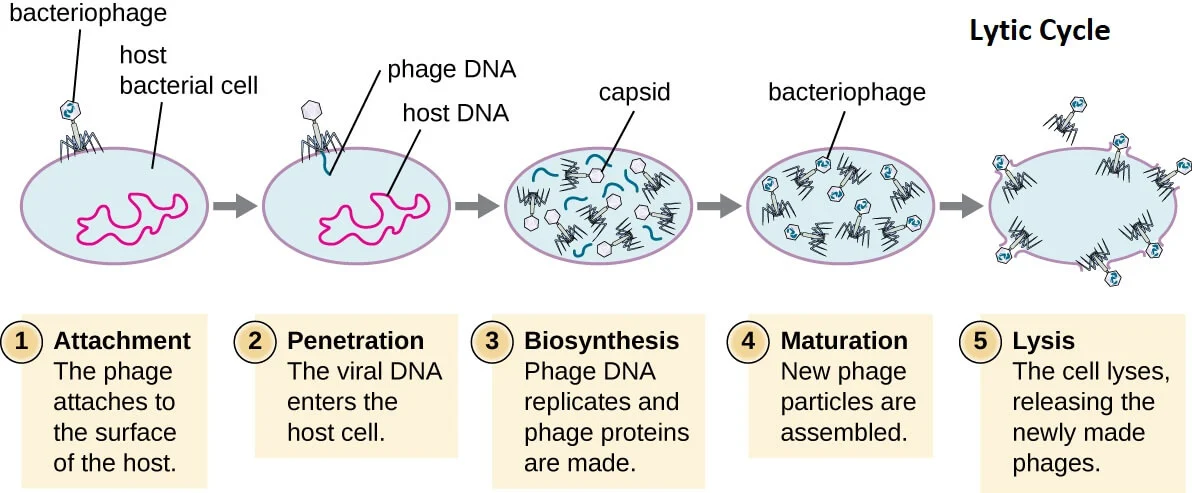 bacteriophage
host
bacterial cell
phage DNA
host DNA
capsid
bacteriophage
Lytic Cycle
1 Attachment
The phage
attaches to
the surface
of the host.
2 Penetration
The viral DNA
enters the
host cell.
3 Biosynthesis
Phage DNA
replicates and
phage proteins
are made.
4 Maturation
New phage
particles are
assembled.
5 Lysis
The cell lyses,
releasing the
newly made
phages.